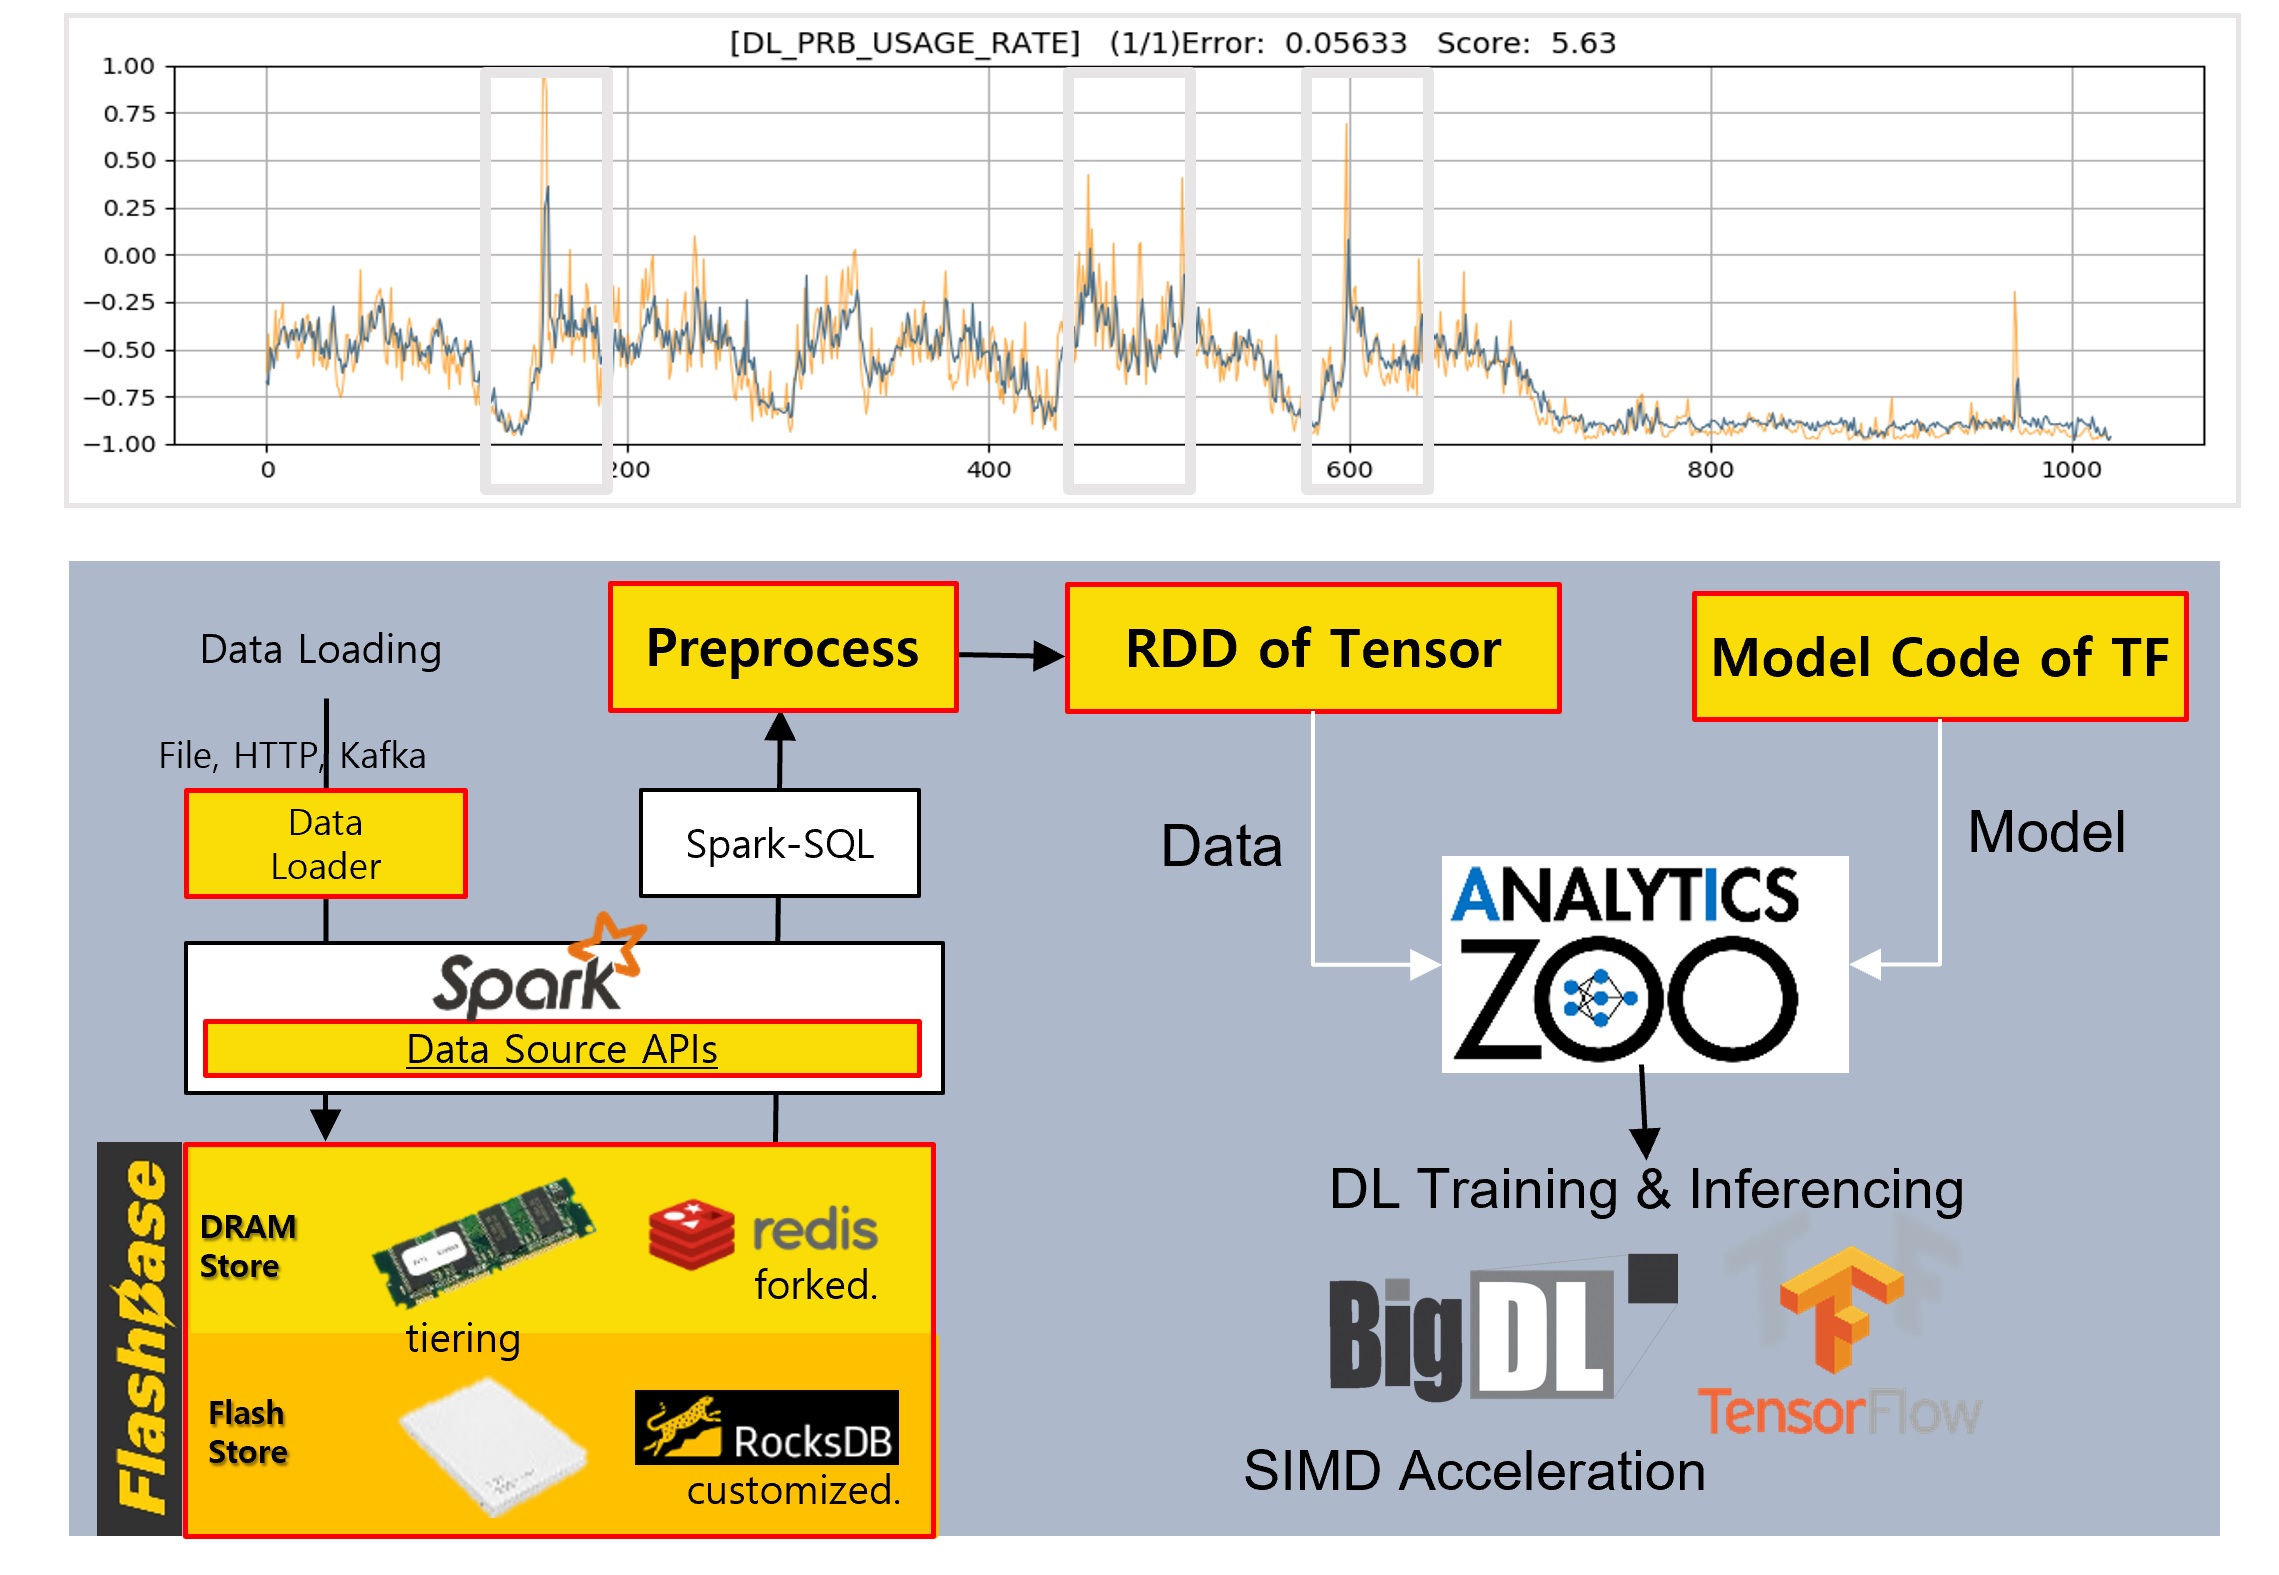 [DL_PRB_USAGE_RATE] (1/1)Error: 0.05633 Score: 5.63
1.00
0.75
0.50
0.25
0.00
−0.25
−0.50
−0.75
−1.00
0
200
400
600
800
1000
Data Loading
File, HTTP, Kafka
Data
Loader
Preprocess
RDD of Tensor
Model Code of TF
Spark-SQL
Data
Model
Spark
Data Source APIs
ANALYTICS
ZOO
FlashBase
DRAM
Store
redis
forked.
tiering
Flash
Store
RocksDB
customized.
DL Training & Inferencing
BigDL
TensorFlow
SIMD Acceleration